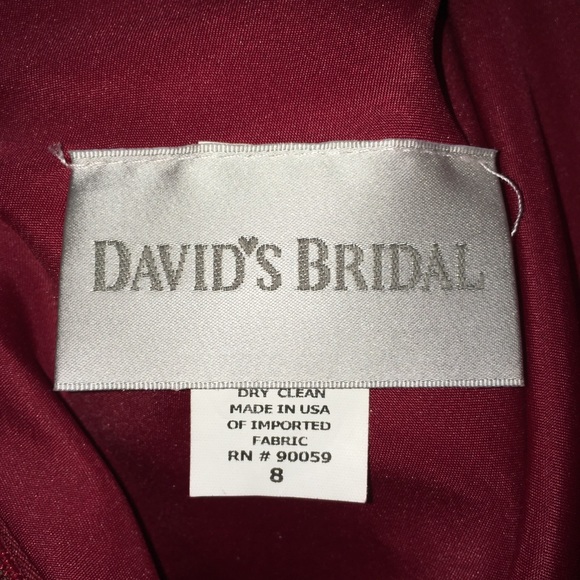 DAVID'S BRIDAL
DRY CLEAN
MADE IN USA
OF IMPORTED
FABRIC
RN # 90059
8